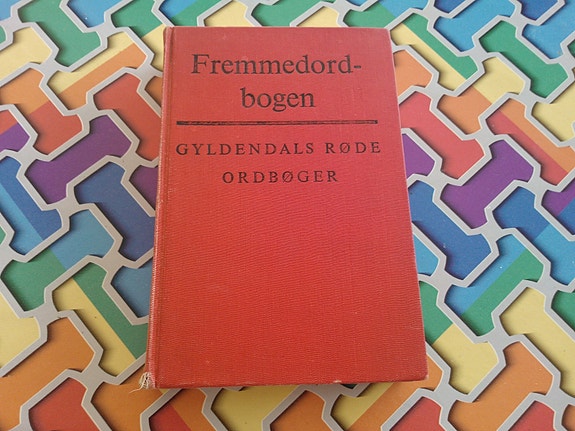 Fremmedord-
bogen
GYLDENDALS RØDE
ORDBØGER